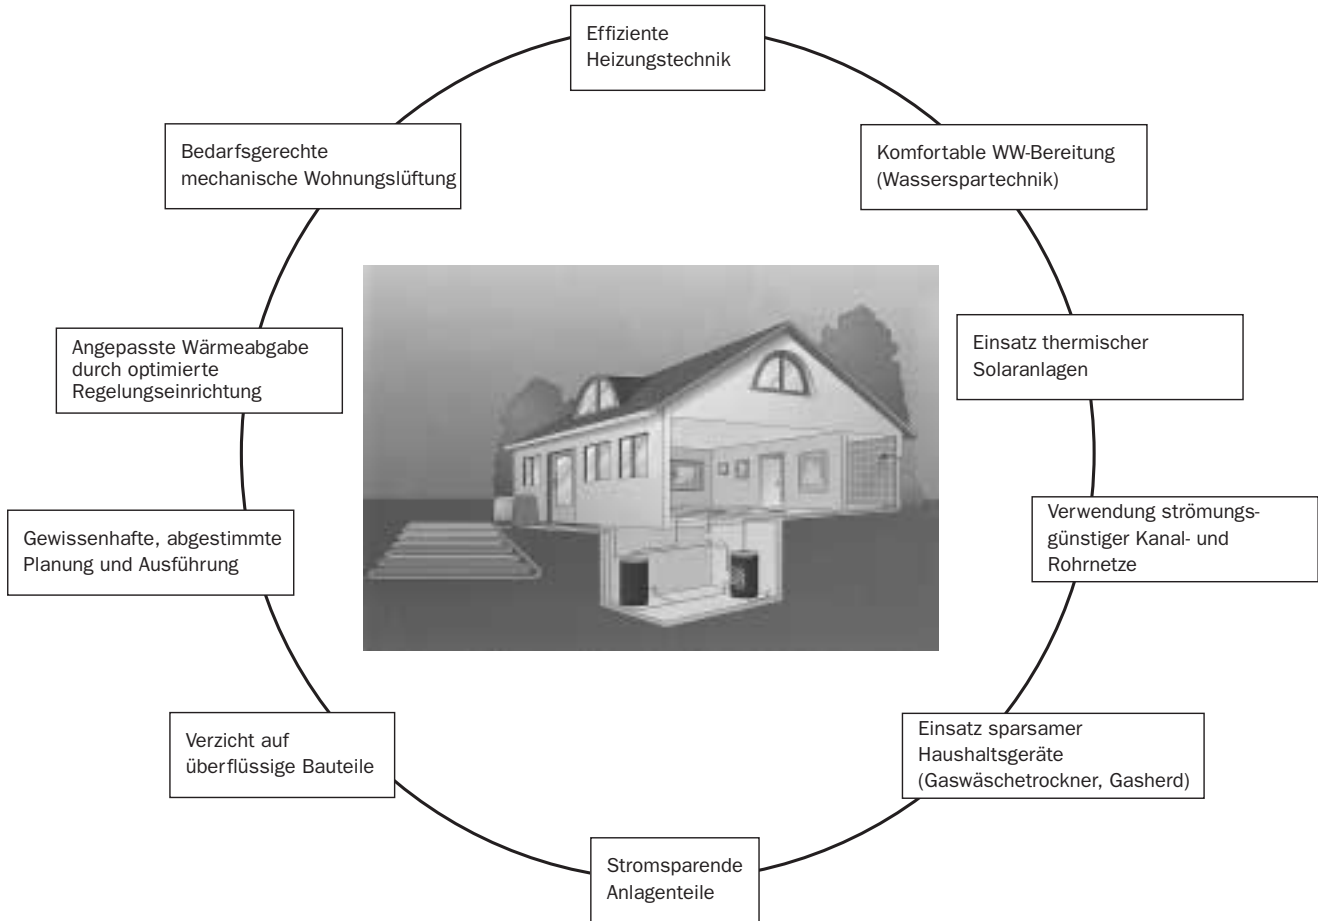 Effiziente
Heizungstechnik
Komfortable WW-Bereitung
(Wasserspartechnik)
Einsatz thermischer
Solaranlagen
Verwendung strömungs-
günstiger Kanal- und
Rohrnetze
Einsatz sparsamer
Haushaltsgeräte
(Gaswäschetrockner, Gasherd)
Stromsparende
Anlagenteile
Verzicht auf
überflüssige Bauteile
Gewissenhafte, abgestimmte
Planung und Ausführung
Angepasste Wärmeabgabe
durch optimierte
Regelungseinrichtung
Bedarfsgerechte
mechanische Wohnungslüftung